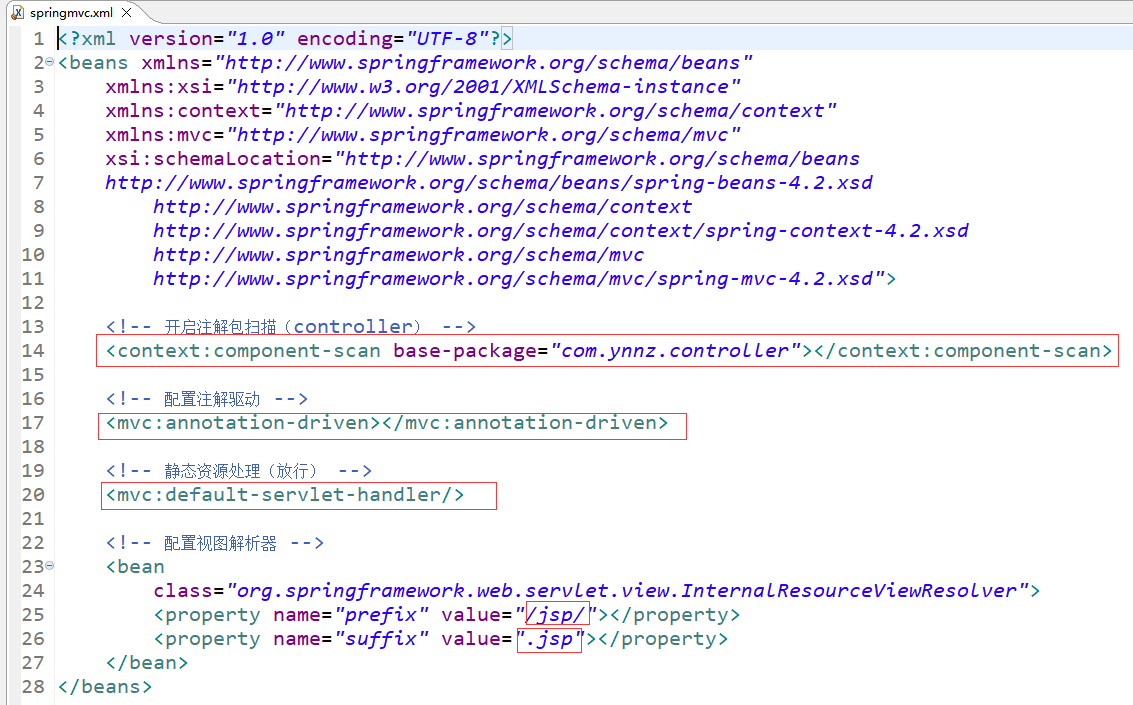 springmvc.xml
1 <?xml version="1.0" encoding="UTF-8"?>
2 <beans xmlns="http://www.springframework.org/schema/beans"
3     xmlns:xsi="http://www.w3.org/2001/XMLSchema-instance"
4     xmlns:context="http://www.springframework.org/schema/context"
5     xmlns:mvc="http://www.springframework.org/schema/mvc"
6     xsi:schemaLocation="http://www.springframework.org/schema/beans
7     http://www.springframework.org/schema/beans/spring-beans-4.2.xsd
8         http://www.springframework.org/schema/context
9         http://www.springframework.org/schema/context/spring-context-4.2.xsd
10         http://www.springframework.org/schema/mvc
11         http://www.springframework.org/schema/mvc/spring-mvc-4.2.xsd">
12
13     <!-- 开启注解包扫描（controller） -->
14     <context:component-scan base-package="com.ynnz.controller"></context:component-scan>
15
16     <!-- 配置注解驱动 -->
17     <mvc:annotation-driven></mvc:annotation-driven>
18
19     <!-- 静态资源处理（放行） -->
20     <mvc:default-servlet-handler/>
21
22     <!-- 配置视图解析器 -->
23     <bean
24         class="org.springframework.web.servlet.view.InternalResourceViewResolver">
25         <property name="prefix" value="/jsp/"></property>
26         <property name="suffix" value=".jsp"></property>
27     </bean>
28 </beans>